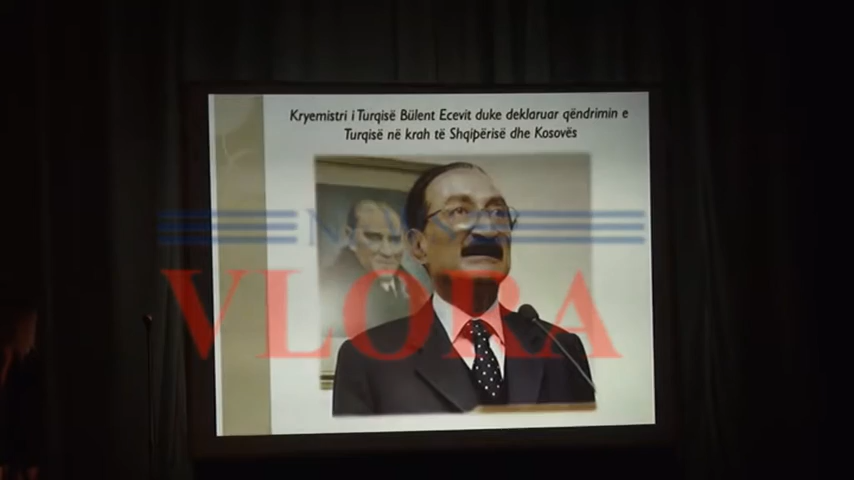 Kryemistri i Turqisë Bülent Ecevit duke deklaruar qëndrimin e
Turqisë në krah të Shqipërisë dhe Kosovës
VLORA